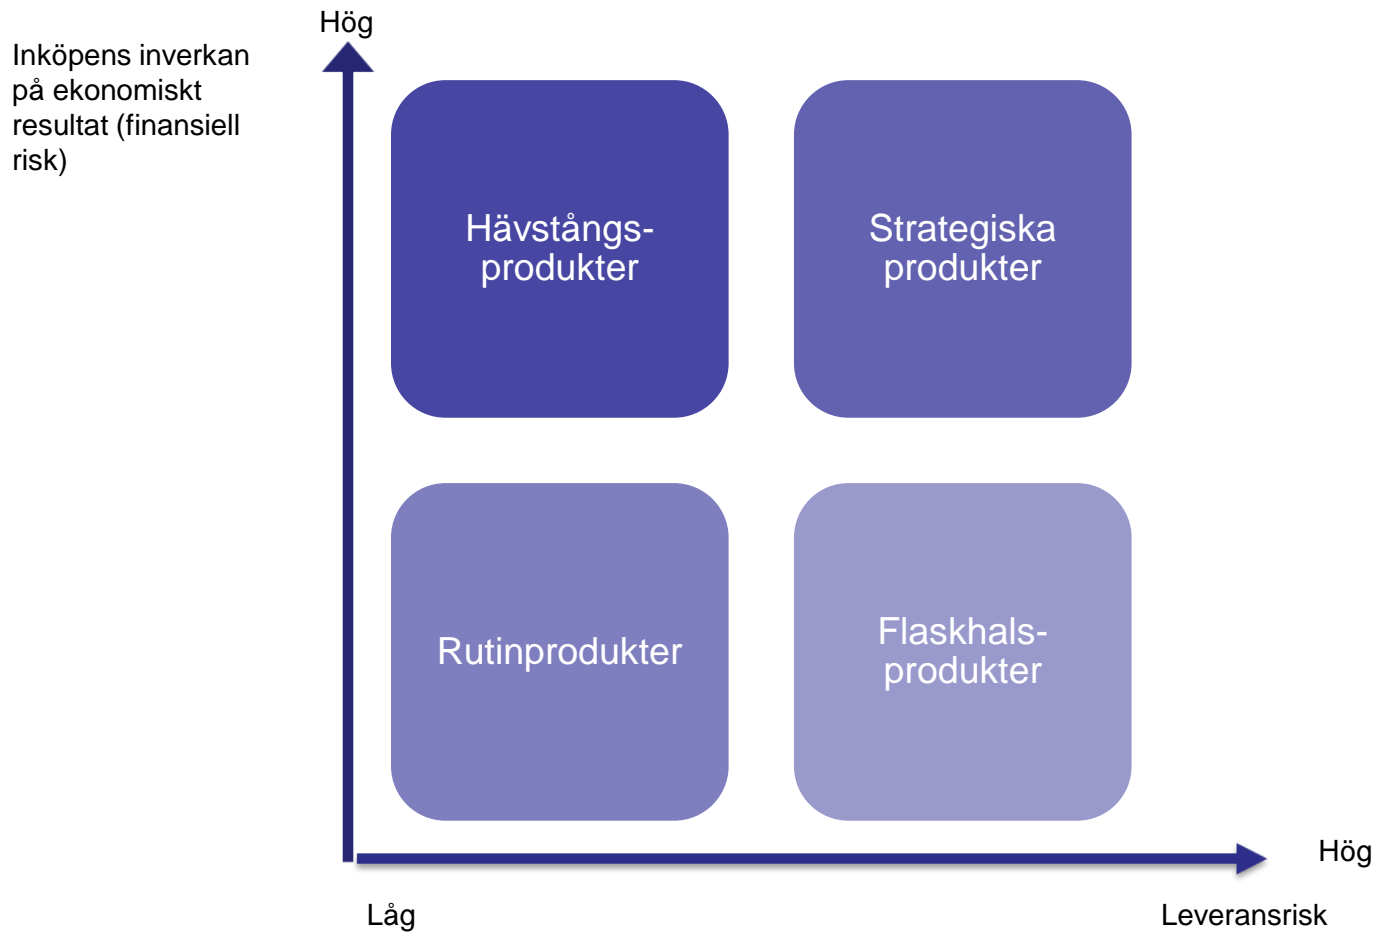 Hög
Inköpens inverkan
på ekonomiskt
resultat (finansiell
risk)
Hävstångs-
produkter
Strategiska
produkter
Rutinprodukter
Flaskhals-
produkter
Hög
Låg
Leveransrisk